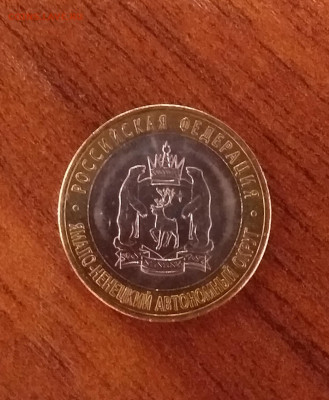 РОССИЙСКАЯ ФЕДЕРАЦИЯ
ЯМАЛО-НЕНЕЦКИЙ АВТОНОМНЫЙ ОКРУГ